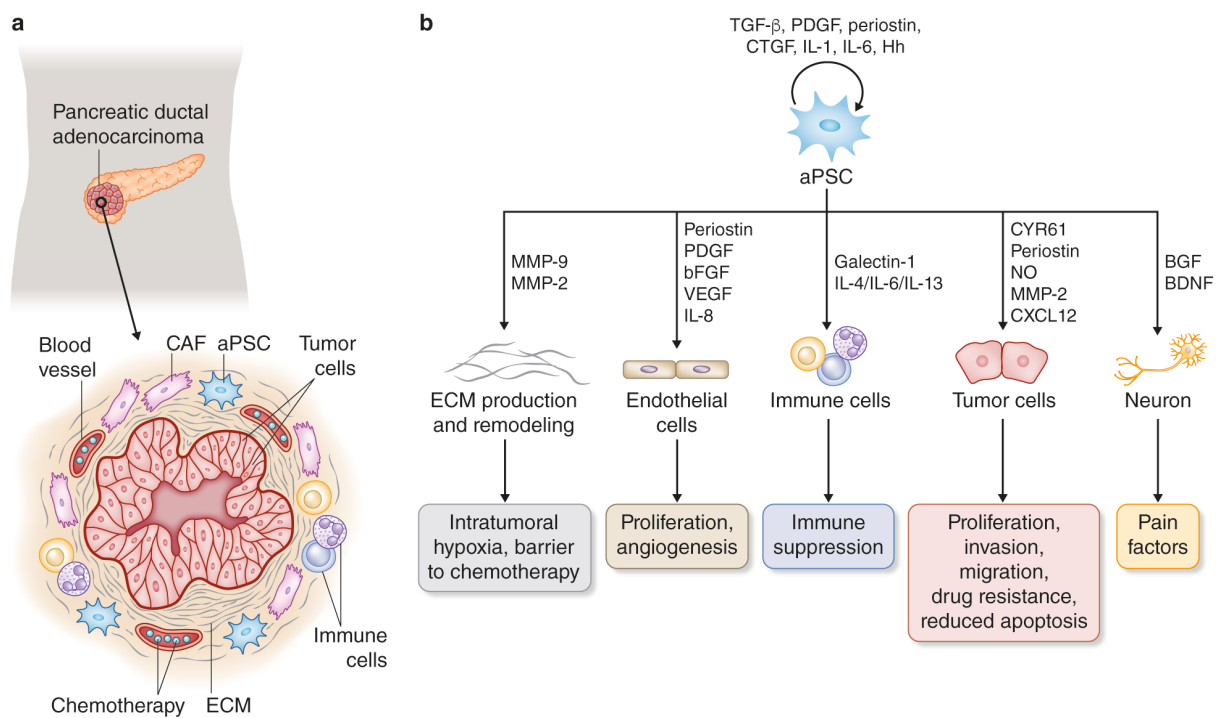 a
Pancreatic ductal
adenocarcinoma
Blood
vessel
CAF
aPSC
Tumor
cells
Immune
cells
Chemotherapy
ECM
b
TGF-β, PDGF, periostin,
CTGF, IL-1, IL-6, Hh
aPSC
MMP-9
MMP-2
Periostin
PDGF
bFGF
VEGF
IL-8
Galectin-1
IL-4/IL-6/IL-13
CYR61
Periostin
NO
MMP-2
CXCL12
BGF
BDNF
ECM production
and remodeling
Endothelial
cells
Immune cells
Tumor cells
Neuron
Intratumoral
hypoxia, barrier
to chemotherapy
Proliferation,
angiogenesis
Immune
suppression
Proliferation,
invasion,
migration,
drug resistance,
reduced apoptosis
Pain
factors